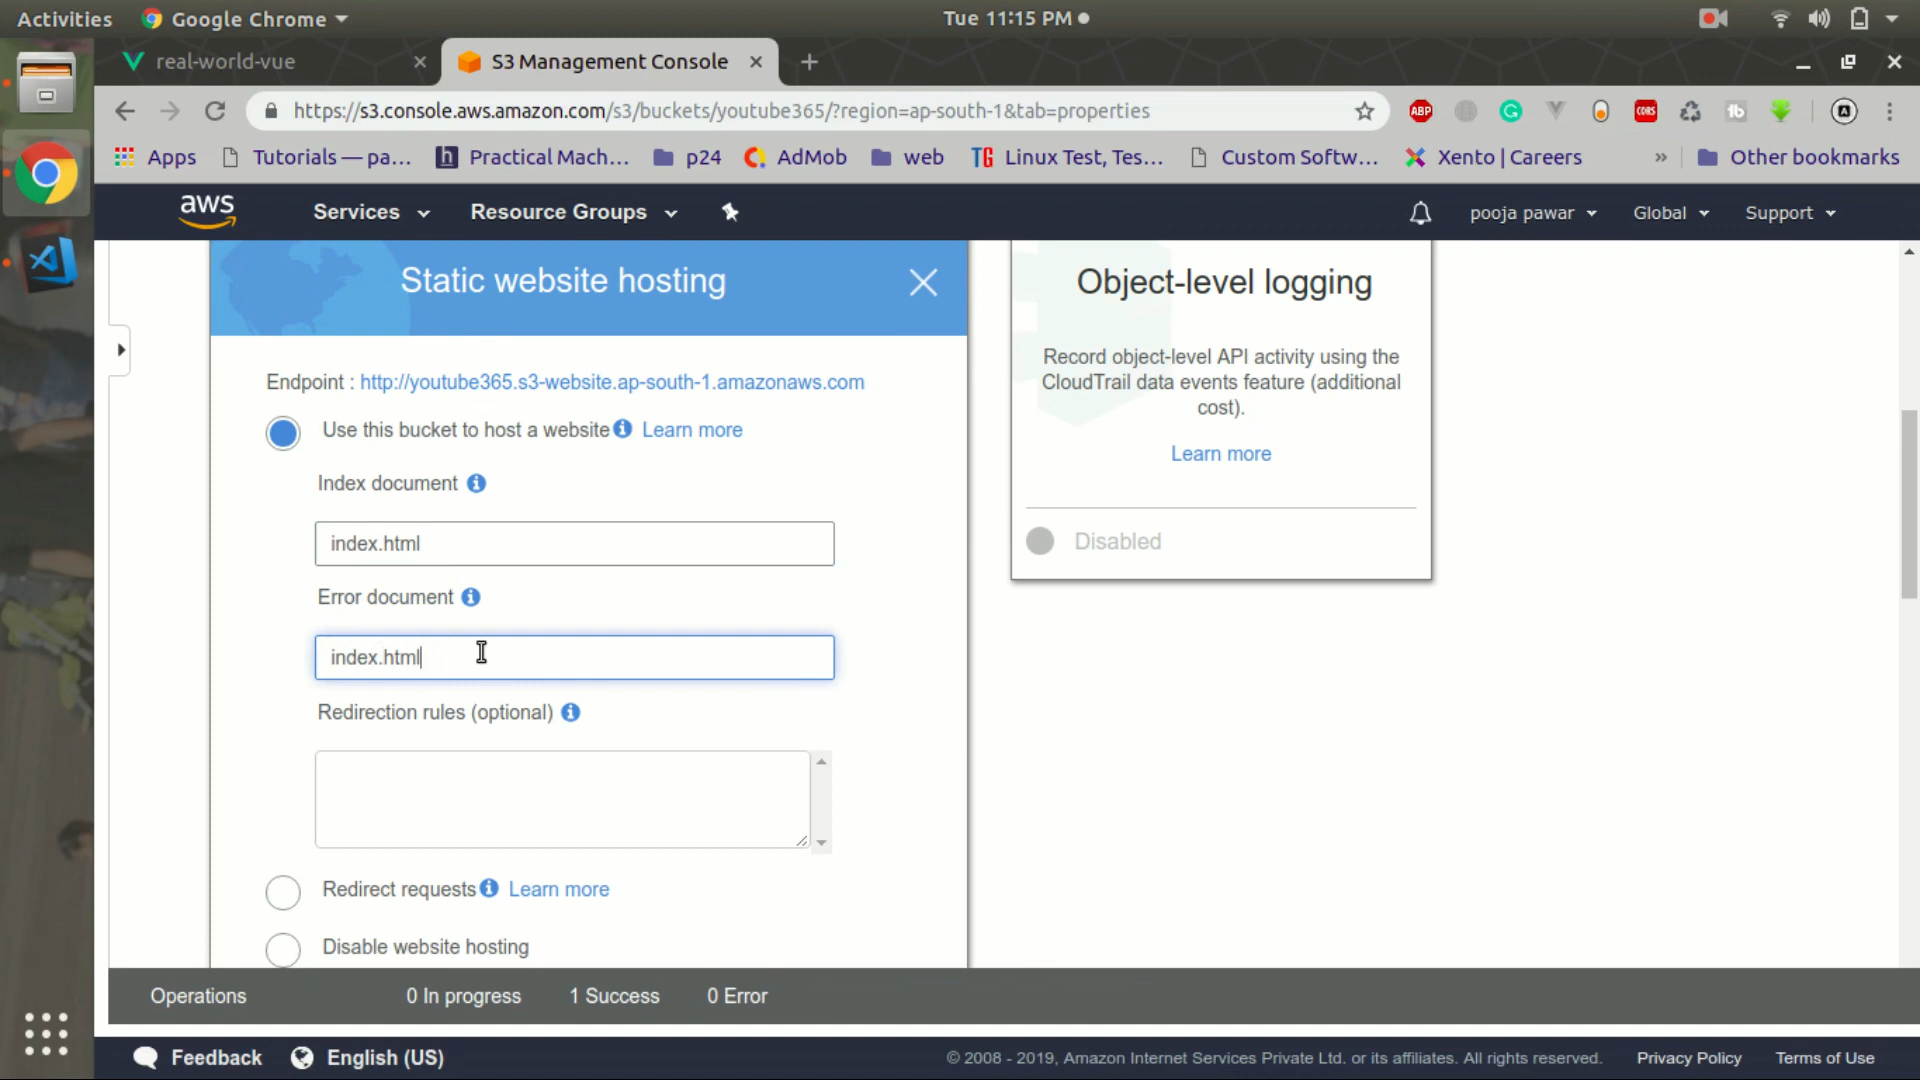 Activities
Google Chrome
Tue 11:15 PM
real-world-vue
S3 Management Console
https://s3.console.aws.amazon.com/s3/buckets/youtube365/?region=ap-south-1&tab=properties
ABP
CORS
Apps
Tutorials — pa...
Practical Mach...
p24
AdMob
web
TG Linux Test, Tes...
Custom Softw...
Xento | Careers
»
Other bookmarks
aws
Services
Resource Groups
pooja pawar
Global
Support
Static website hosting
Object-level logging
Endpoint : http://youtube365.s3-website.ap-south-1.amazonaws.com
Record object-level API activity using the
CloudTrail data events feature (additional
cost).
Learn more
Disabled
Use this bucket to host a website Learn more
Index document
index.html
Error document
index.html
Redirection rules (optional)
Redirect requests Learn more
Disable website hosting
Operations
0 In progress
1 Success
0 Error
Feedback
English (US)
© 2008 - 2019, Amazon Internet Services Private Ltd. or its affiliates. All rights reserved.
Privacy Policy
Terms of Use